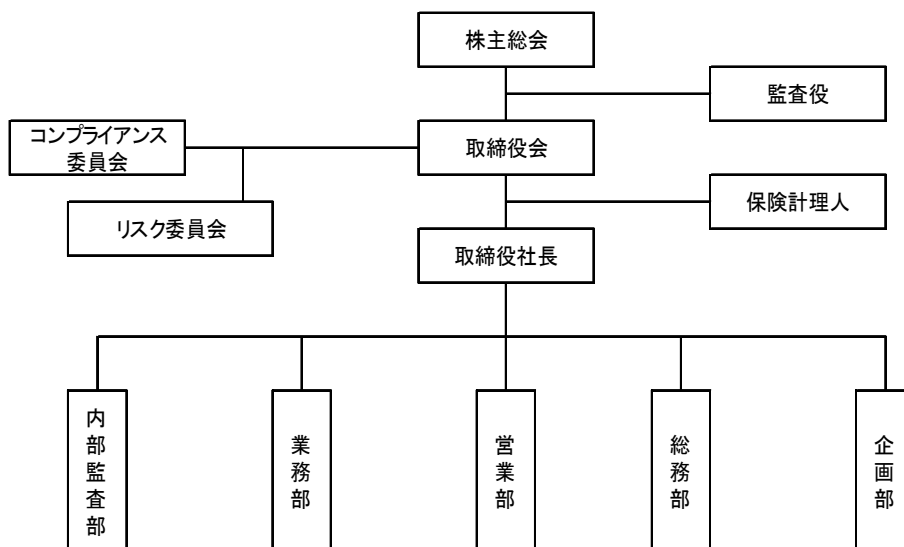 株主総会
監査役
コンプライアンス
委員会
取締役会
リスク委員会
保険計理人
取締役社長
内部監査部
業務部
営業部
総務部
企画部